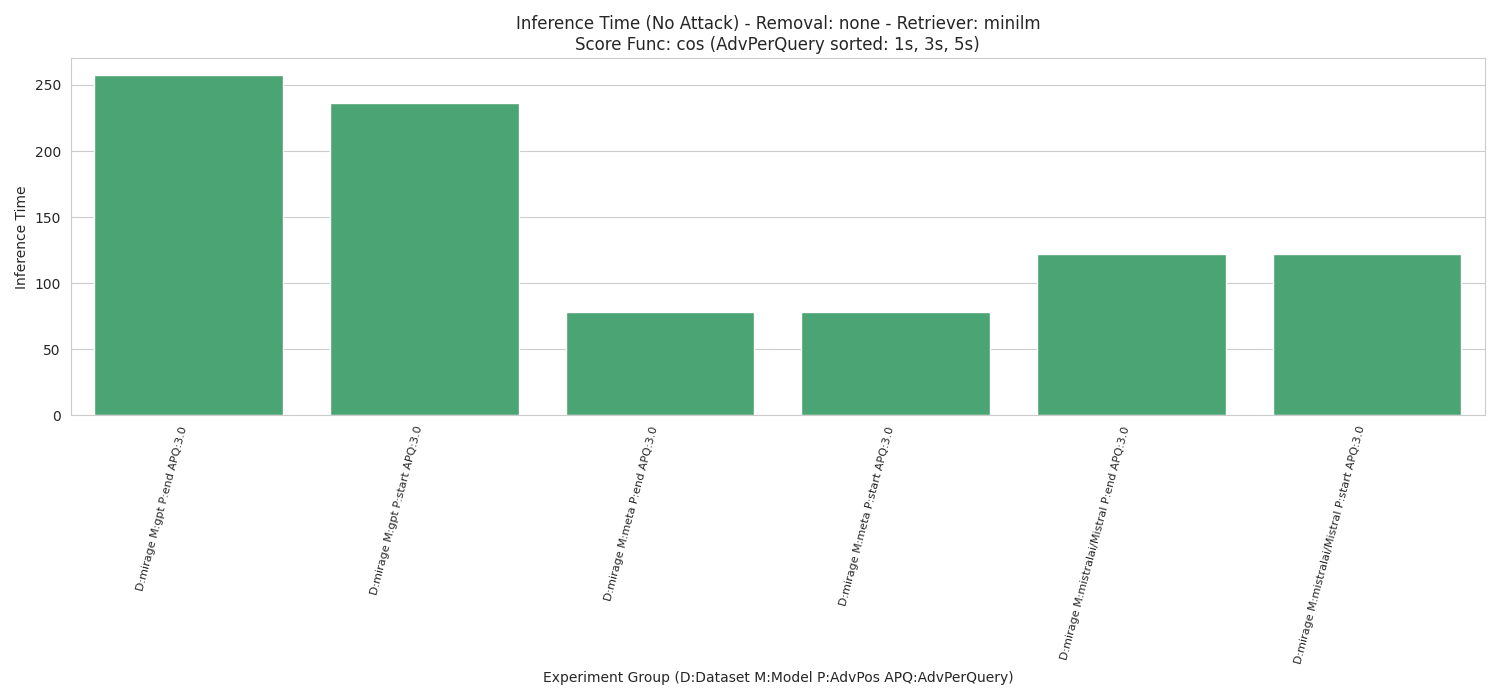 Inference Time (No Attack) - Removal: none - Retriever: minilm
Score Func: cos (AdvPerQuery sorted: 1s, 3s, 5s)
Inference Time
250
200
150
100
50
0
D:mirage M:gpt P:end APQ:3.0
D:mirage M:gpt P:start APQ:3.0
D:mirage M:meta P:end APQ:3.0
D:mirage M:meta P:start APQ:3.0
D:mirage M:mistralai/Mistral P:end APQ:3.0
D:mirage M:mistralai/Mistral P:start APQ:3.0
Experiment Group (D:Dataset M:Model P:AdvPos APQ:AdvPerQuery)